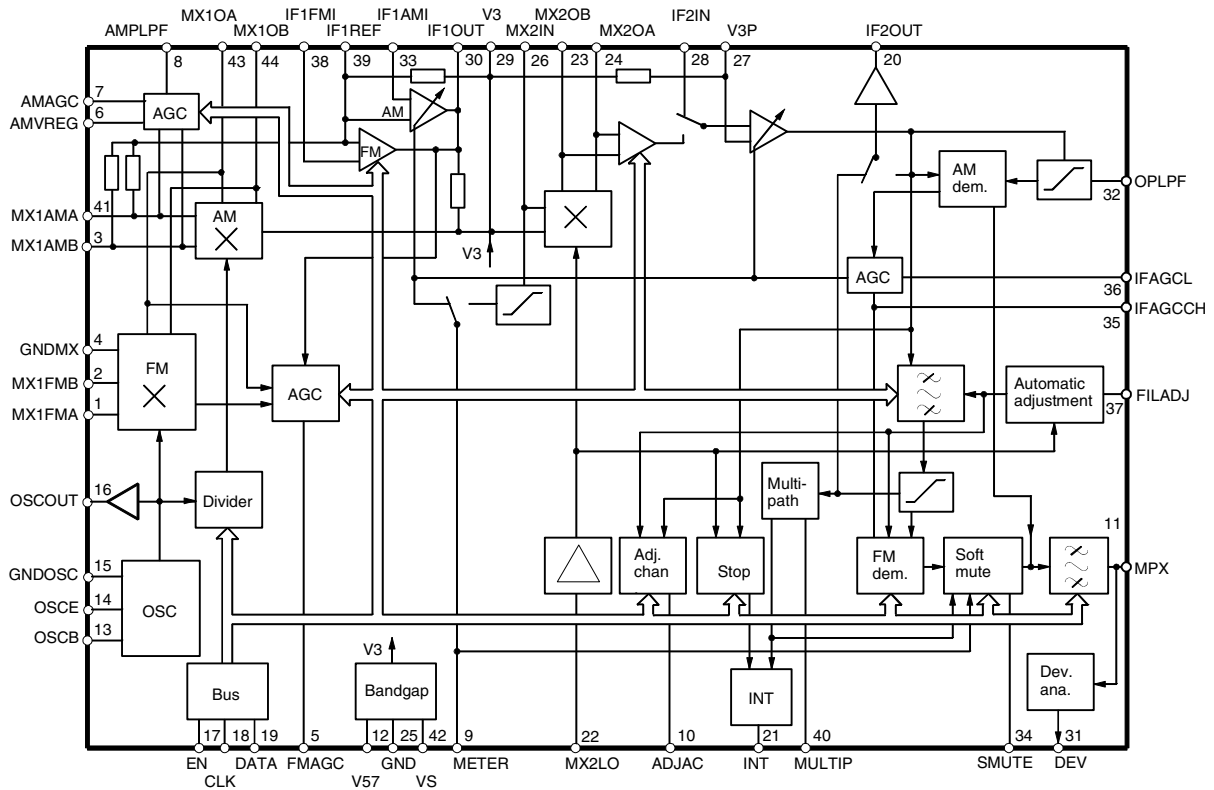 MX1OA IF1FMI IF1AMI V3 MX2OB IF2IN
AMPLPF MX1OB IF1REF IF1OUT MX2IN MX2OA V3P IF2OUT
8 43 44 38 39 33 30 29 26 23 24 28 27 20
AMAGC 7
AMVREG 6
AGC
AM
FM
AM dem.
OPLPF
32
MX1AMA 41
MX1AMB 3
AM
V3
AGC
IFAGCL
36
IFAGCCH
35
GNDMX 4
MX1FMB 2
MX1FMA 1
FM
AGC
Automatic
adjustment
37
FILADJ
OSCOUT 16
Divider
Multi-
path
11
MPX
GNDOSC 15
OSCE 14
OSCB 13
OSC
Adj.
chan
Stop
FM
dem.
Soft
mute
V3
Bus
Bandgap
INT
Dev.
ana.
17 18 19 5 12 25 42 9 22 10 21 40 34 31
EN DATA FMAGC GND METER MX2LO ADJAC INT MULTIP SMUTE DEV
CLK V57 VS